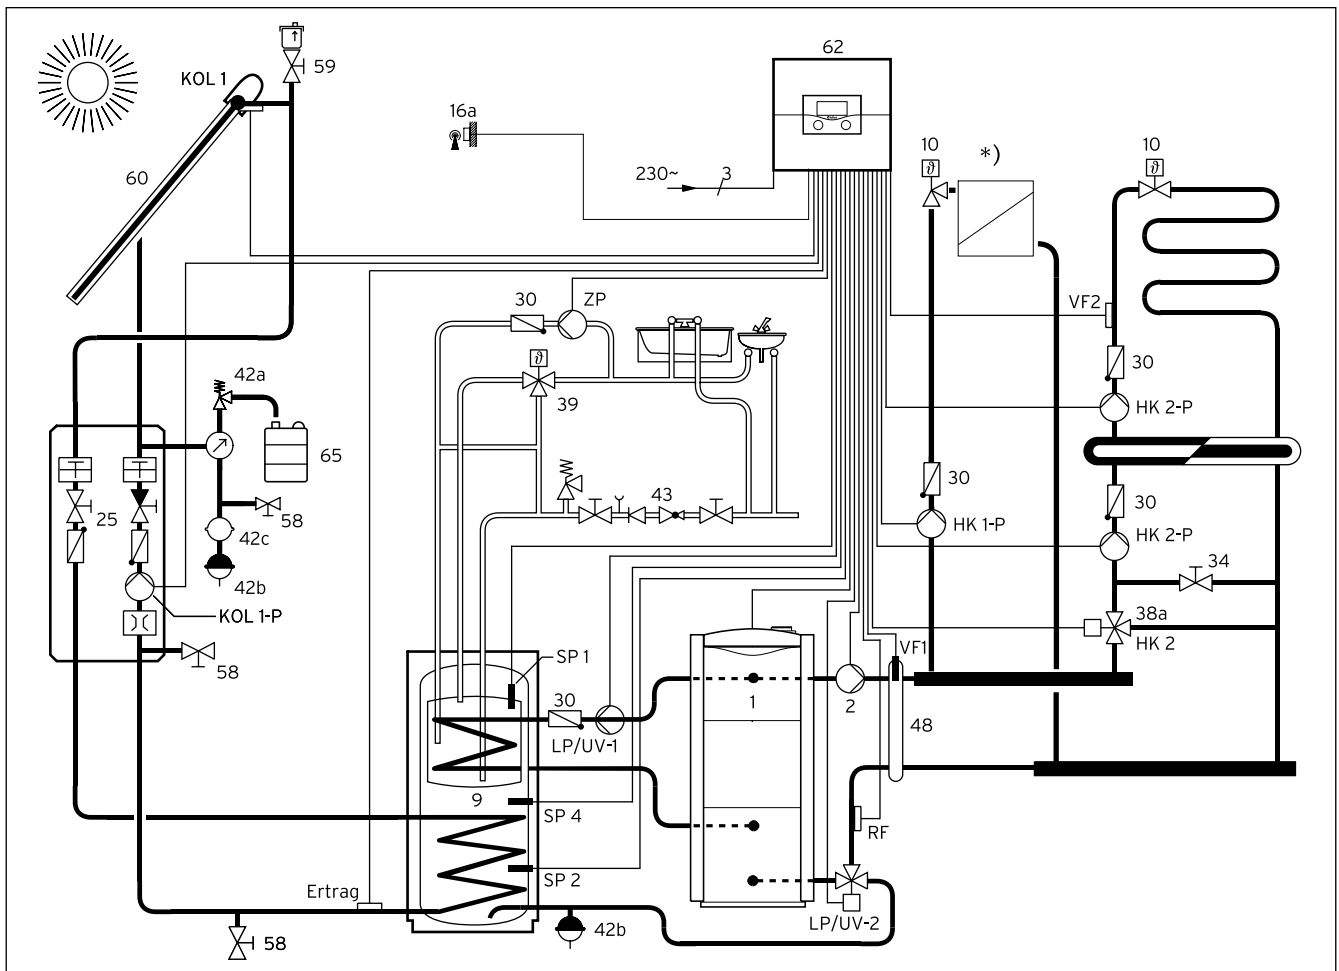 62
59
KOL 1
16a
10
*)
10
60
230~
3
30
ZP
VF2
42a
39
30
HK 2-P
65
43
30
30
25
58
42c
HK 1-P
HK 2-P
34
42b
KOL 1-P
38a
HK 2
58
SP 1
VF1
30
1
2
48
LP/UV-1
9
SP 4
RF
SP 2
Ertrag
LP/UV-2
58
42b
ϑ
ϑ
ϑ